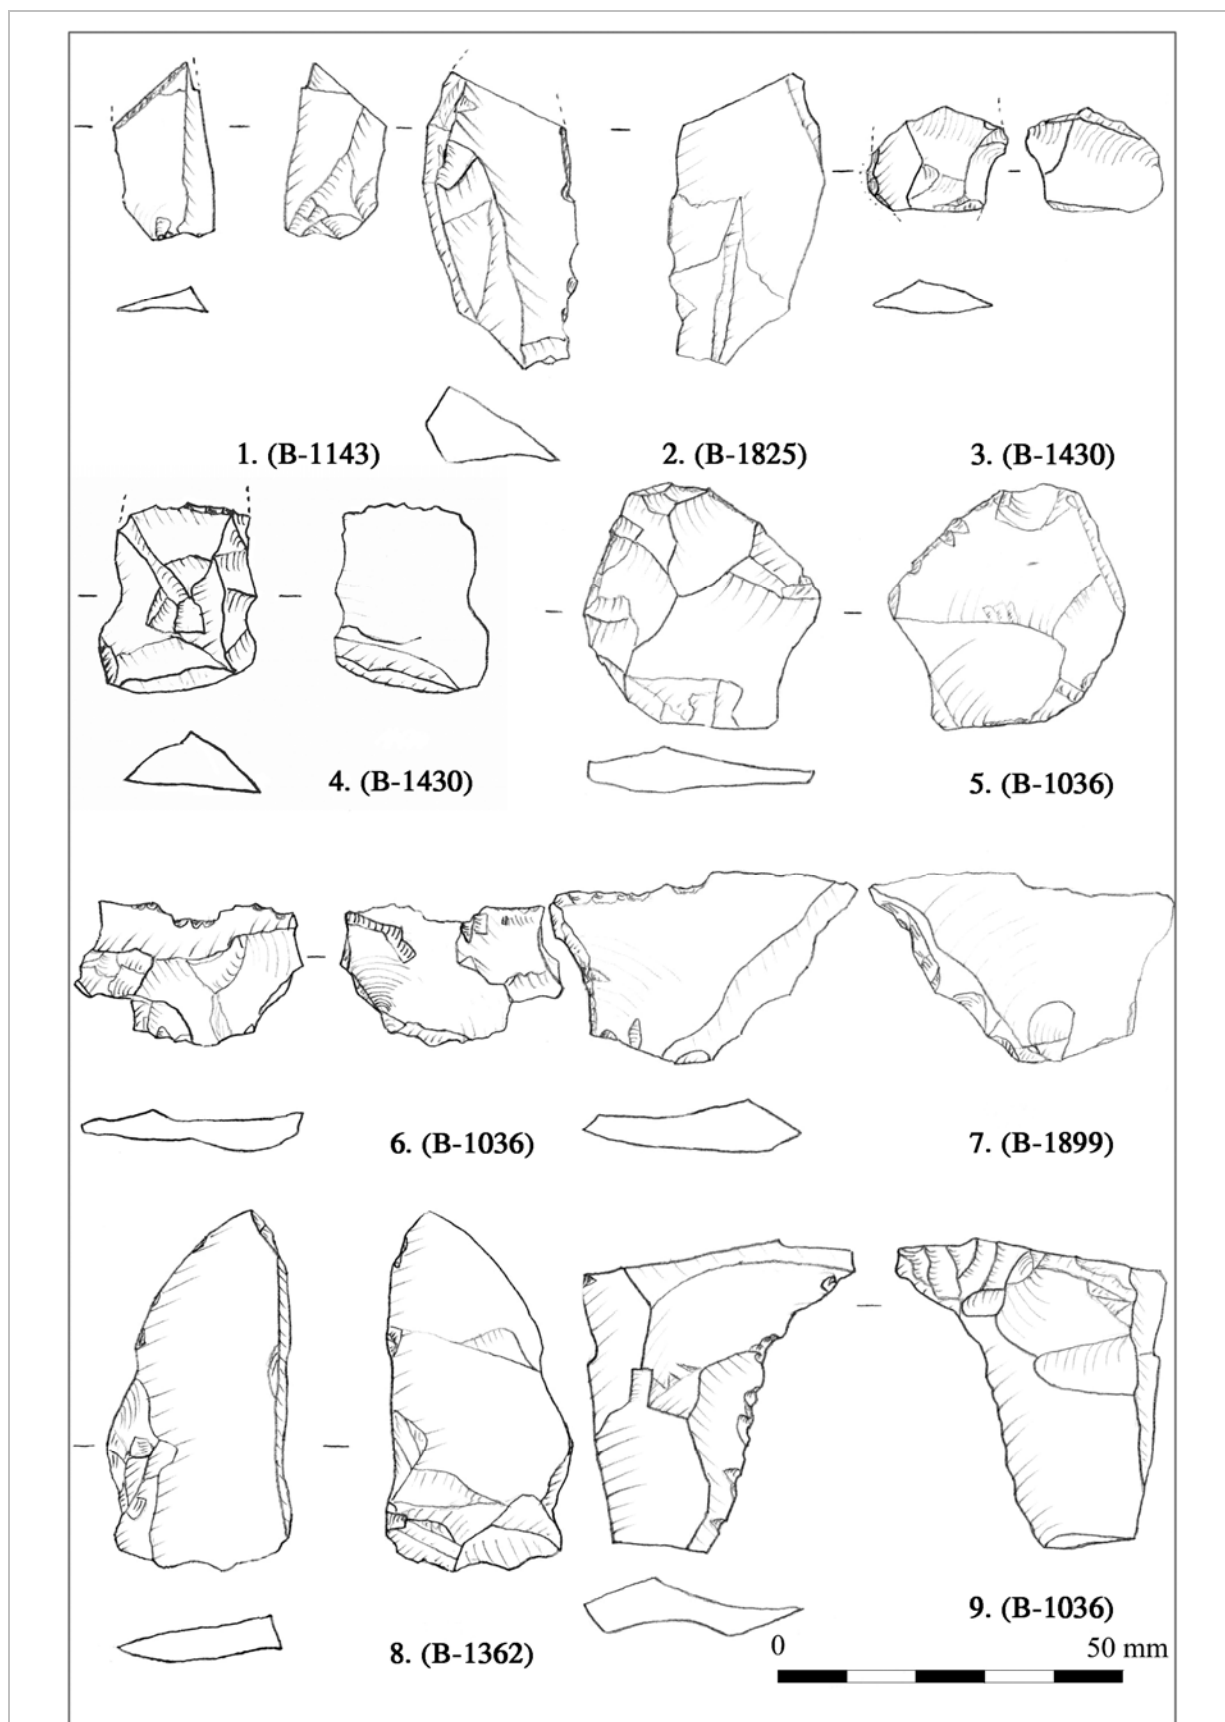 1. (B-1143)
2. (B-1825)
3. (B-1430)
4. (B-1430)
5. (B-1036)
6. (B-1036)
7. (B-1899)
8. (B-1362)
9. (B-1036)
0 50 mm